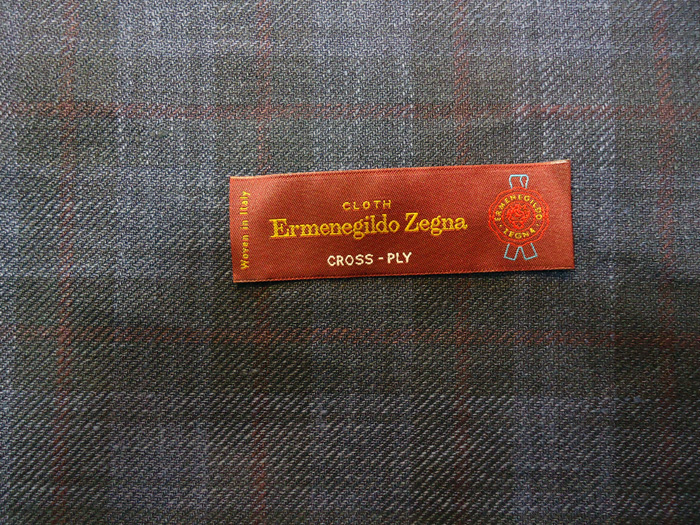 Woven in Italy
CLOTH
Ermenegildo Zegna
CROSS - PLY
ERMENEGILDO
ZEGNA